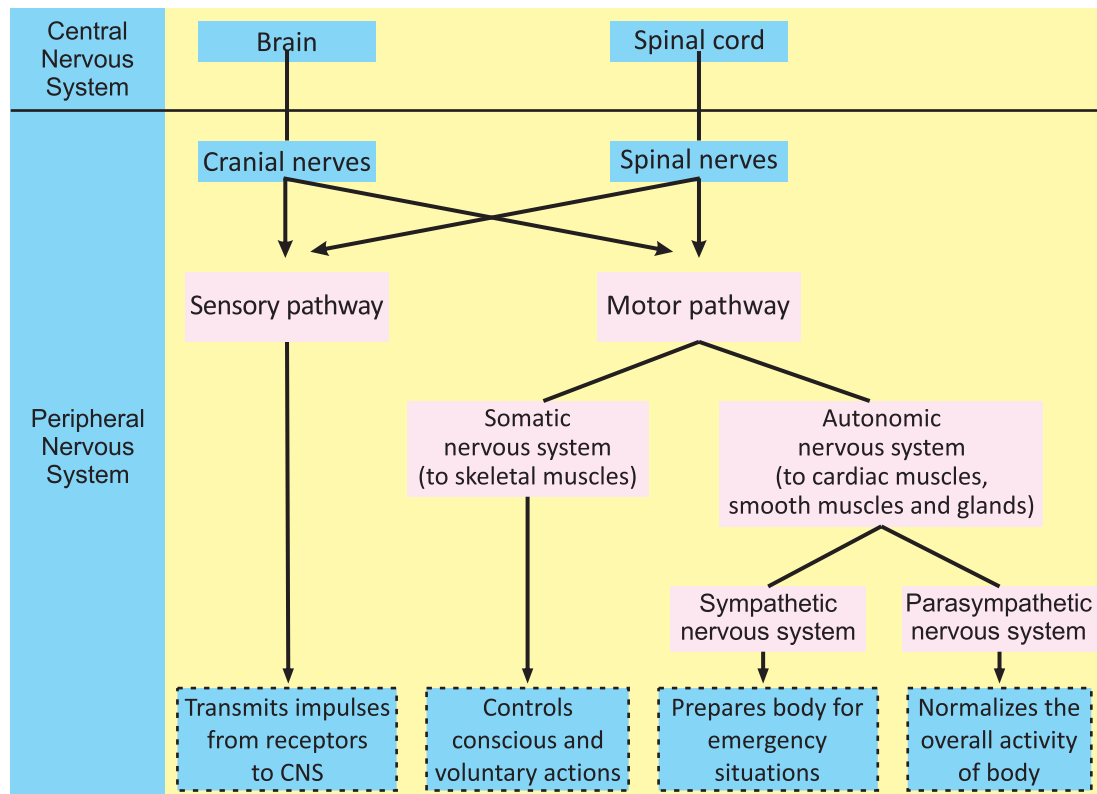 Central
Nervous
System
Brain
Spinal cord
Cranial nerves
Spinal nerves
Sensory pathway
Motor pathway
Peripheral
Nervous
System
Somatic
nervous system
(to skeletal muscles)
Autonomic
nervous system
(to cardiac muscles,
smooth muscles and glands)
Sympathetic
nervous system
Parasympathetic
nervous system
Transmits impulses
from receptors
to CNS
Controls
conscious and
voluntary actions
Prepares body for
emergency
situations
Normalizes the
overall activity
of body